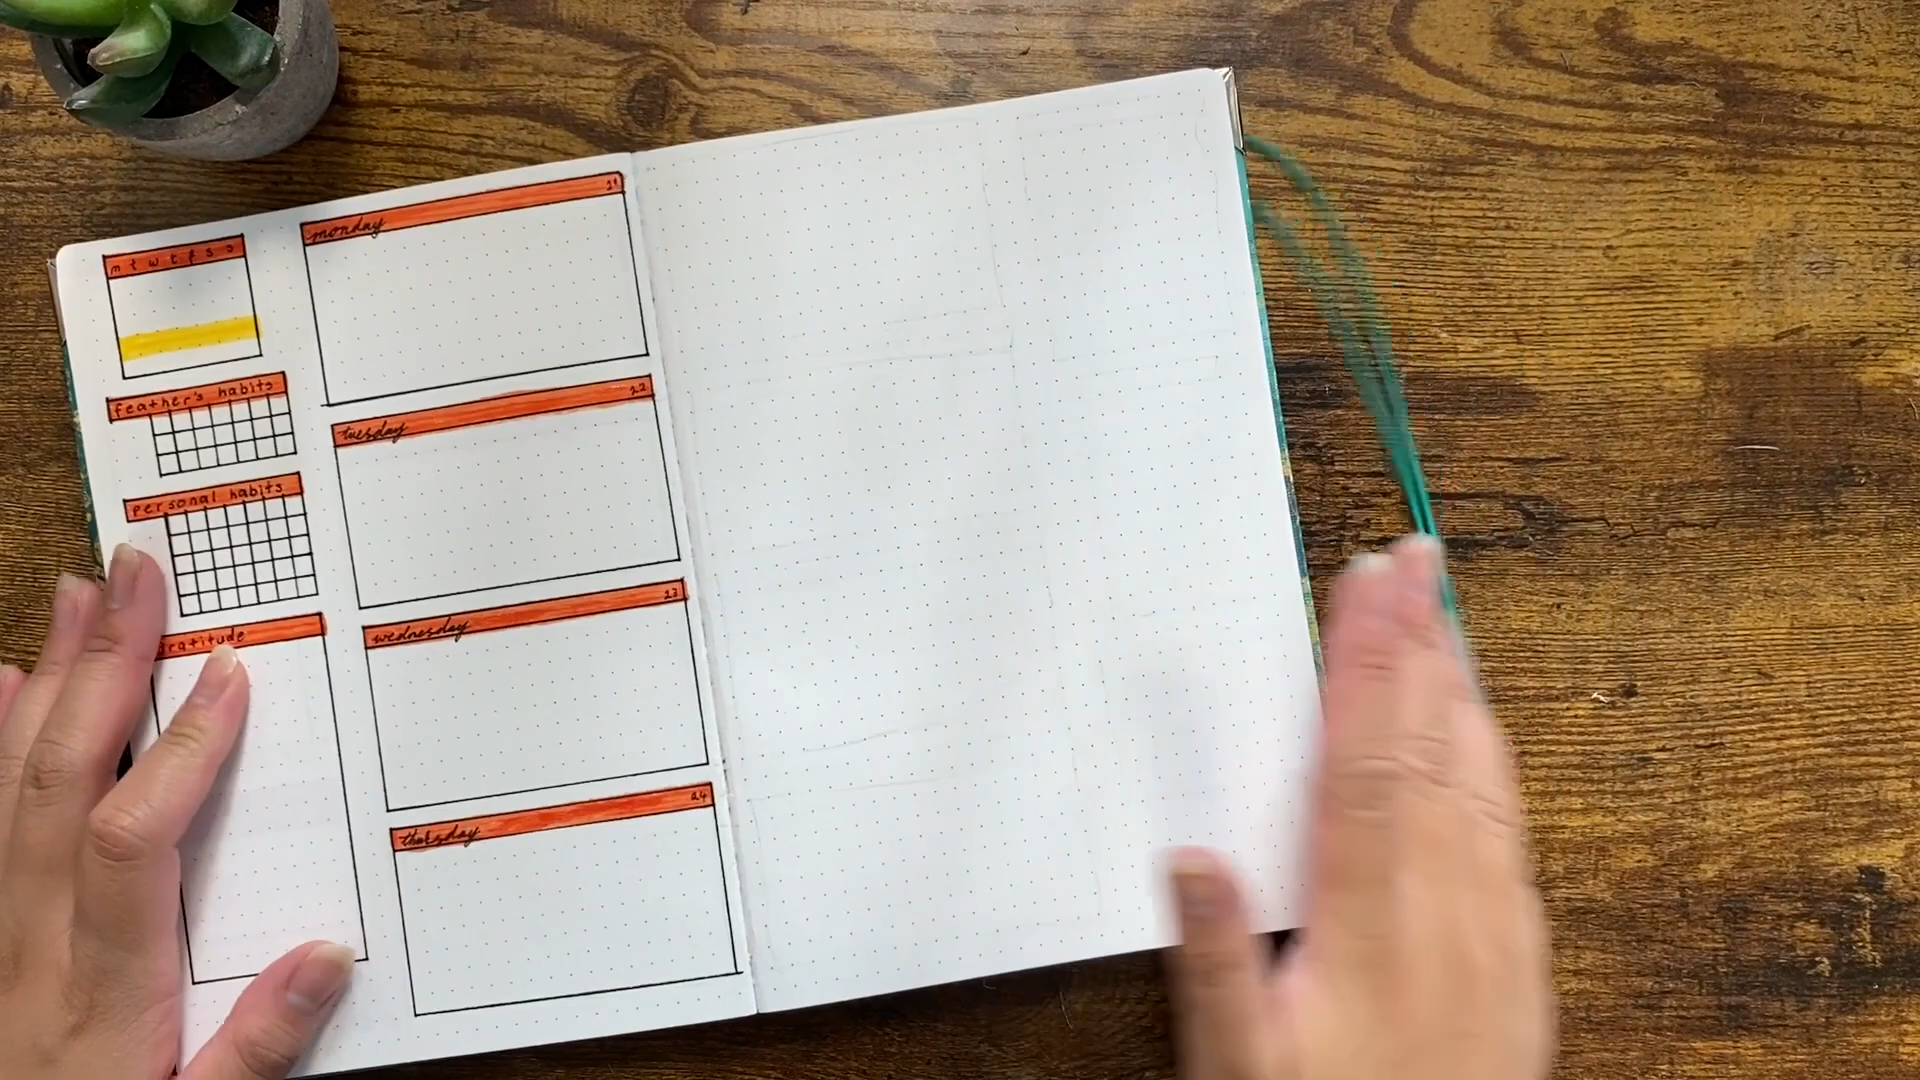 m t w t f s s
feather's habits
personal habits
gratitude
monday 21
tuesday 22
wednesday 23
thursday 24